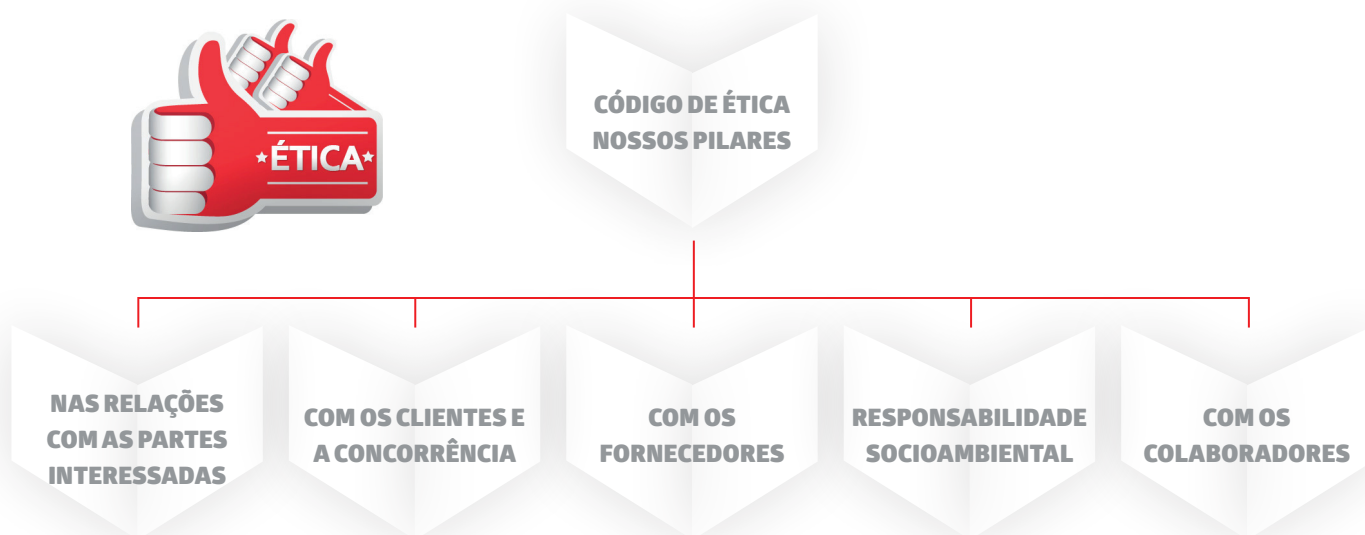 ★ÉTICA★
CÓDIGO DE ÉTICA
NOSSOS PILARES
NAS RELAÇÕES
COM AS PARTES
INTERESSADAS
COM OS CLIENTES E
A CONCORRÊNCIA
COM OS
FORNECEDORES
RESPONSABILIDADE
SOCIOAMBIENTAL
COM OS
COLABORADORES